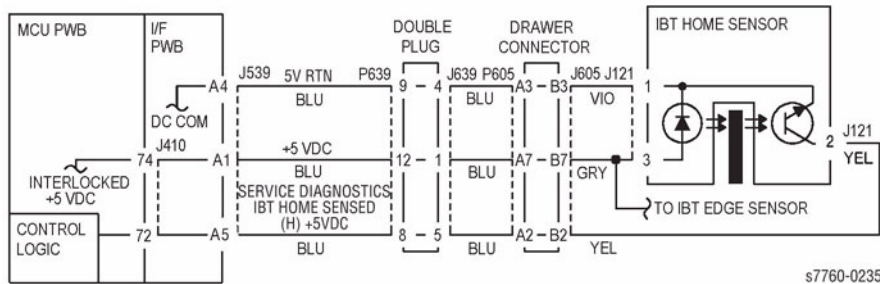 MCU PWB
I/F
PWB
DOUBLE
PLUG
DRAWER
CONNECTOR
IBT HOME SENSOR
J539 5V RTN P639
J639 P605
J605 J121
A4
9 4
A3 B3
1
BLU
BLU
VIO
DC COM
J410
74
A1
+5 VDC
12 1
A7 B7
3
2
J121
YEL
BLU
BLU
GRY
INTERLOCKED
+5 VDC
SERVICE DIAGNOSTICS
IBT HOME SENSED
(H) +5VDC
TO IBT EDGE SENSOR
CONTROL
LOGIC
72
A5
8 5
A2 B2
BLU
BLU
YEL
s7760-0235